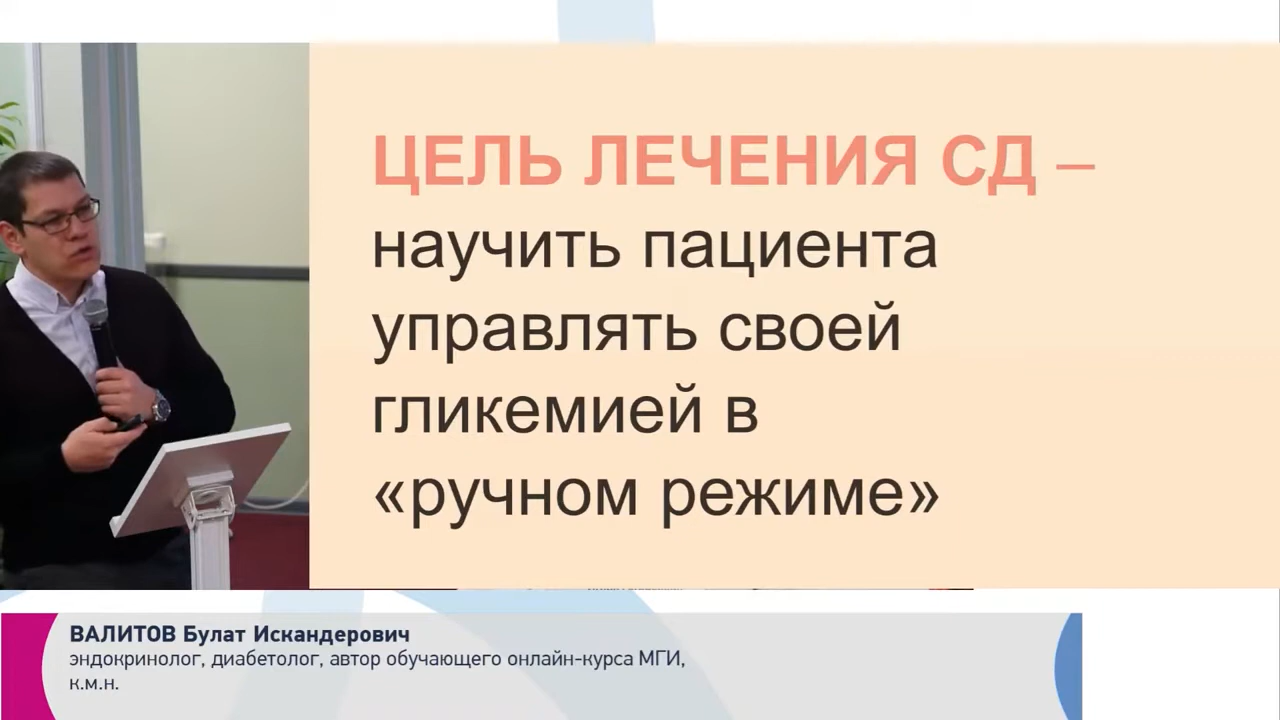 ЦЕЛЬ ЛЕЧЕНИЯ СД –
научить пациента
управлять своей
гликемией в
«ручном режиме»
ВАЛИТОВ Булат Искандерович
эндокринолог, диабетолог, автор обучающего онлайн-курса МГИ,
к.м.н.